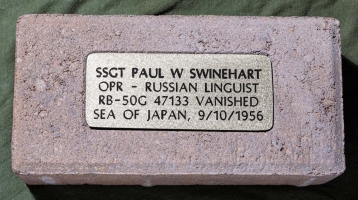 SSGT PAUL W SWINEHART
OPR - RUSSIAN LINGUIST
RB-50G 47133 VANISHED
SEA OF JAPAN, 9/10/1956